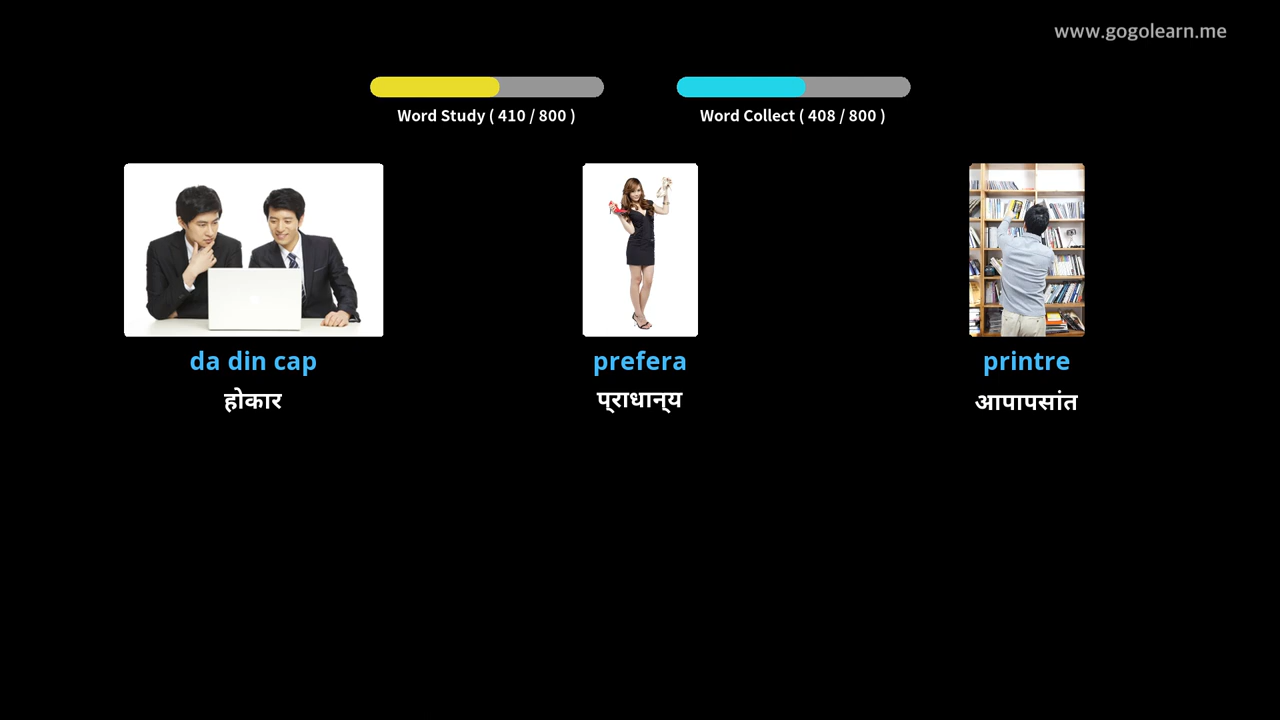 www.gogolearn.me
Word Study ( 410 / 800 )
Word Collect ( 408 / 800 )
da din cap
prefera
printre
होकार
प्राधान्य
आपापसांत